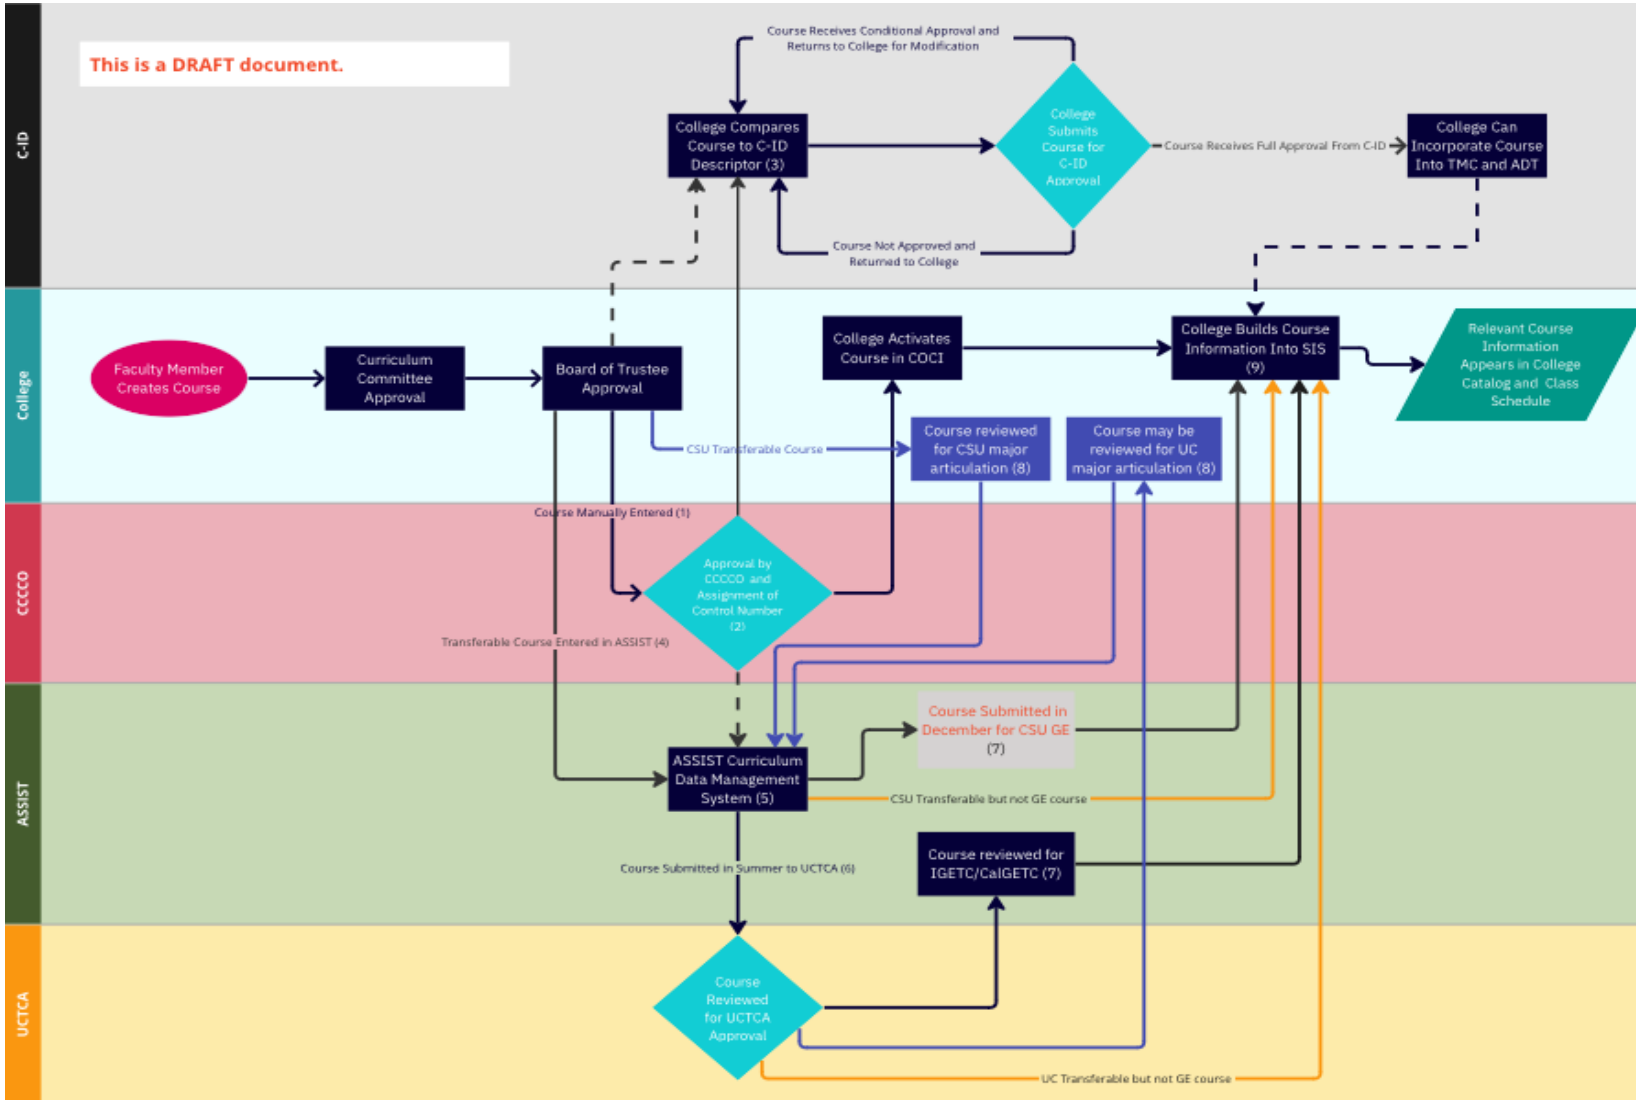 This is a DRAFT document.
C-ID
Course Receives Conditional Approval and
Returns to College for Modification
College Compares
Course to C-ID
Descriptor (3)
College
Submits
Course for
C-ID
Approval
Course Receives Full Approval From C-ID
College Can
Incorporate Course
Into TMC and ADT
Course Not Approved and
Returned to College
College
Faculty Member
Creates Course
Curriculum
Committee
Approval
Board of Trustee
Approval
College Activates
Course in COCI
College Builds Course
Information Into SIS
(9)
Relevant Course
Information
Appears in College
Catalog and Class
Schedule
CSU Transferable Course
Course reviewed
for CSU major
articulation (8)
Course may be
reviewed for UC
major articulation (8)
CCCCO
Course Manually Entered (1)
Approval by
CCCCO and
Assignment of
Control Number
(2)
Transferable Course Entered in ASSIST (4)
ASSIST
ASSIST Curriculum
Data Management
System (5)
Course Submitted in
December for CSU GE
(7)
CSU Transferable but not GE course
Course Submitted in Summer to UCTCA (6)
Course reviewed for
IGETC/CalGETC (7)
UCTCA
Course
Reviewed
for UCTCA
Approval
UC Transferable but not GE course